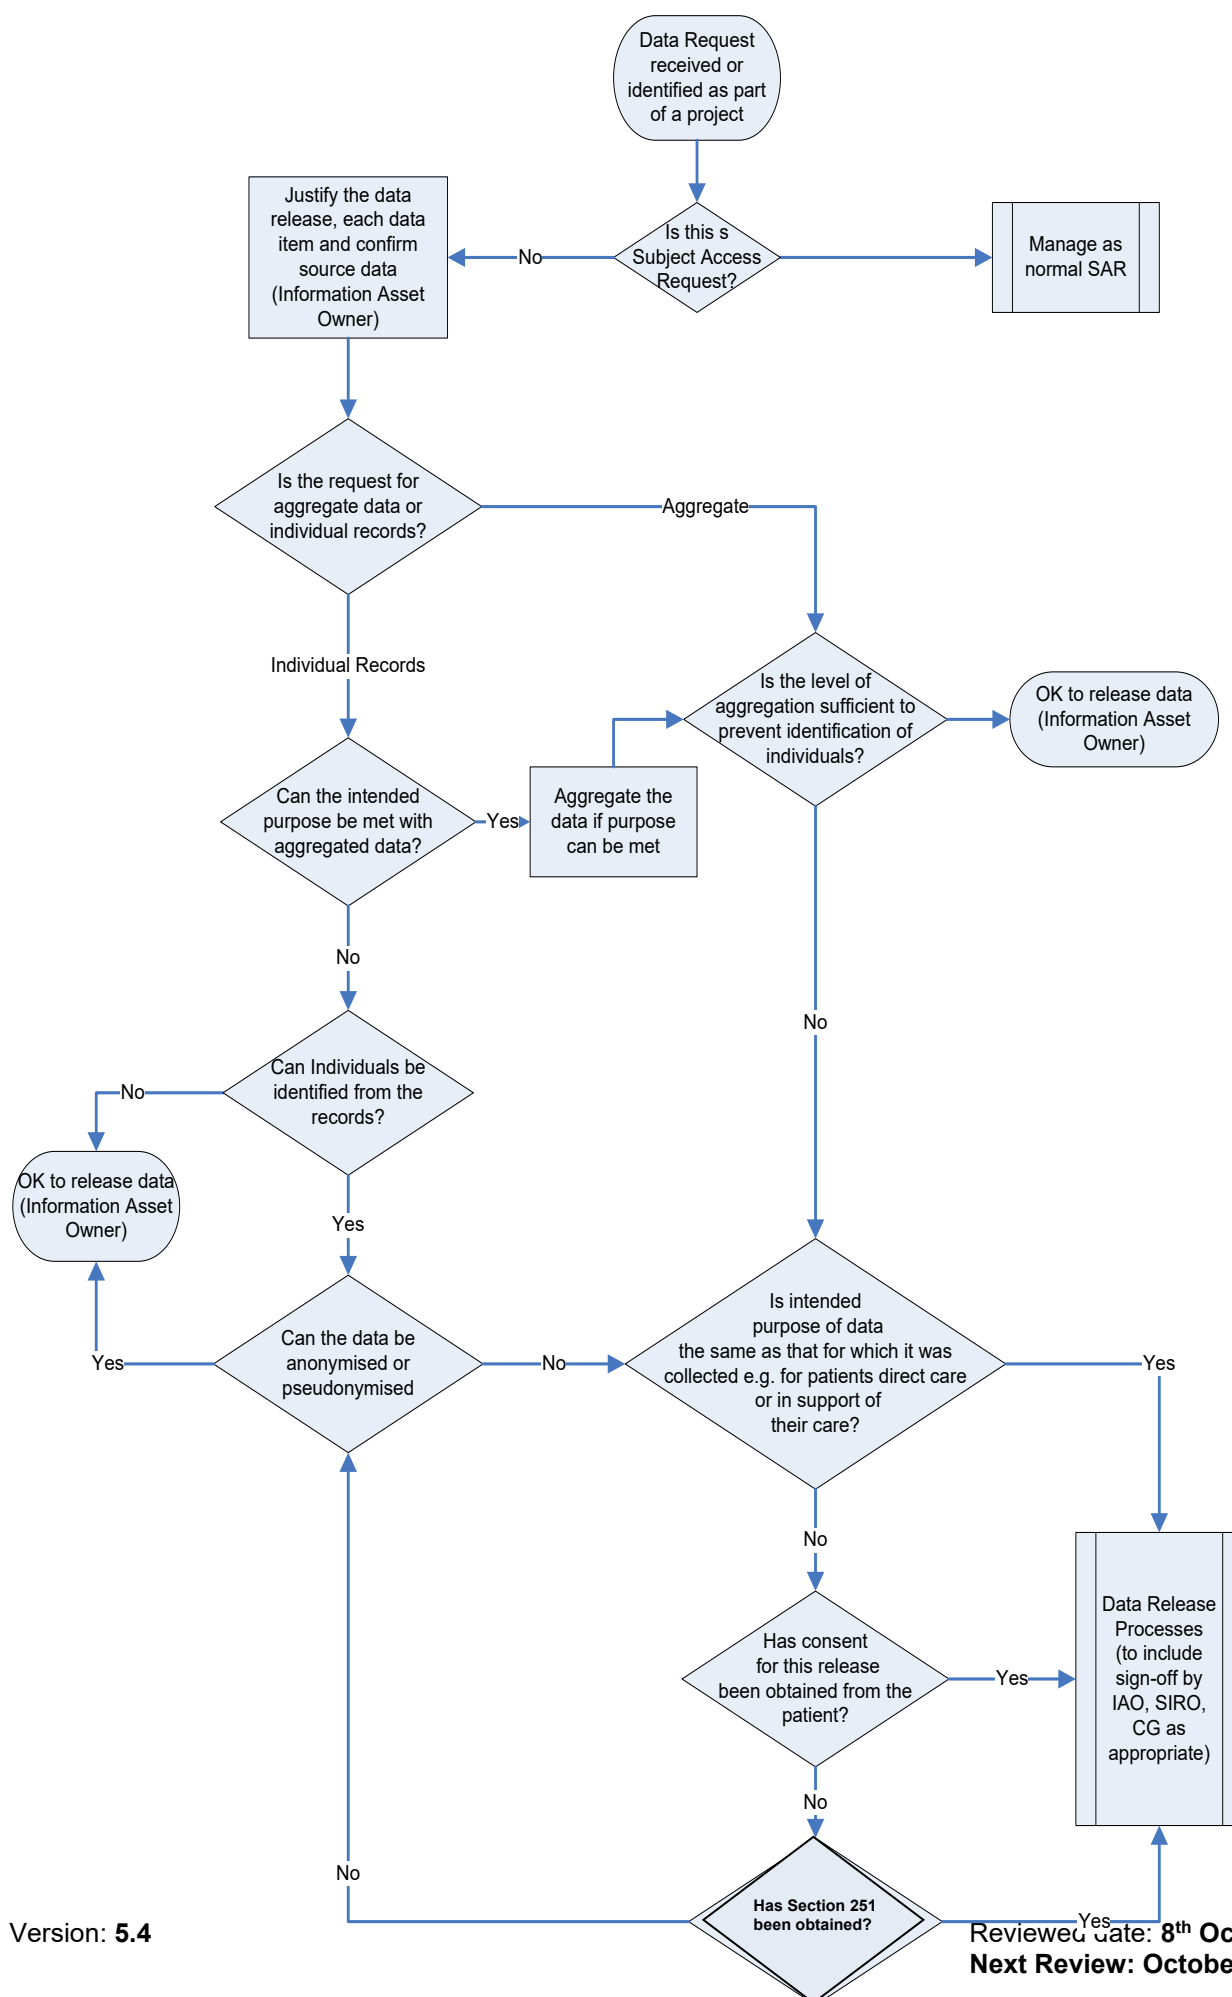 Data Request
received or
identified as part
of a project
Justify the data
release, each data
item and confirm
source data
(Information Asset
Owner)
No
Is this s
Subject Access
Request?
Manage as
normal SAR
Is the request for
aggregate data or
individual records?
Aggregate
Individual Records
Is the level of
aggregation sufficient to
prevent identification of
individuals?
OK to release data
(Information Asset
Owner)
Can the intended
purpose be met with
aggregated data?
Yes
Aggregate the
data if purpose
can be met
No
No
Can Individuals be
identified from the
records?
No
OK to release data
(Information Asset
Owner)
Yes
Can the data be
anonymised or
pseudonymised
Yes
No
Is intended
purpose of data
the same as that for which it was
collected e.g. for patients direct care
or in support of
their care?
Yes
No
Has consent
for this release
been obtained from the
patient?
Yes
Data Release
Processes
(to include
sign-off by
IAO, SIRO,
CG as
appropriate)
No
No
Has Section 251
been obtained?
Yes
Version: 5.4
Reviewed date: 8th Oc
Next Review: Octobe